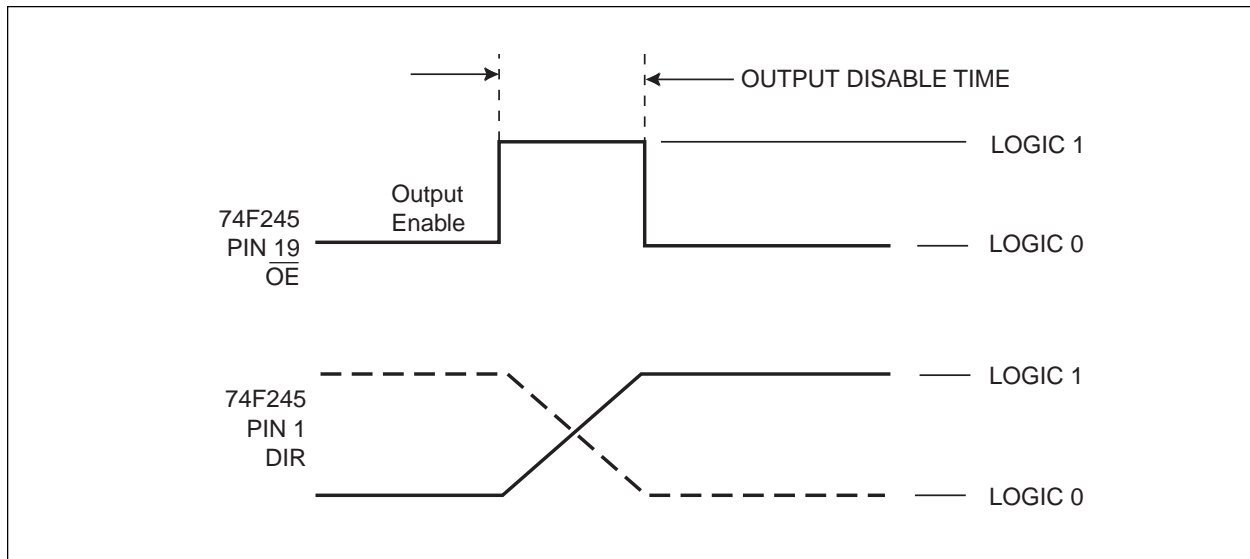 OUTPUT DISABLE TIME
LOGIC 1
Output
Enable
74F245
PIN 19
OE
LOGIC 0
LOGIC 1
74F245
PIN 1
DIR
LOGIC 0